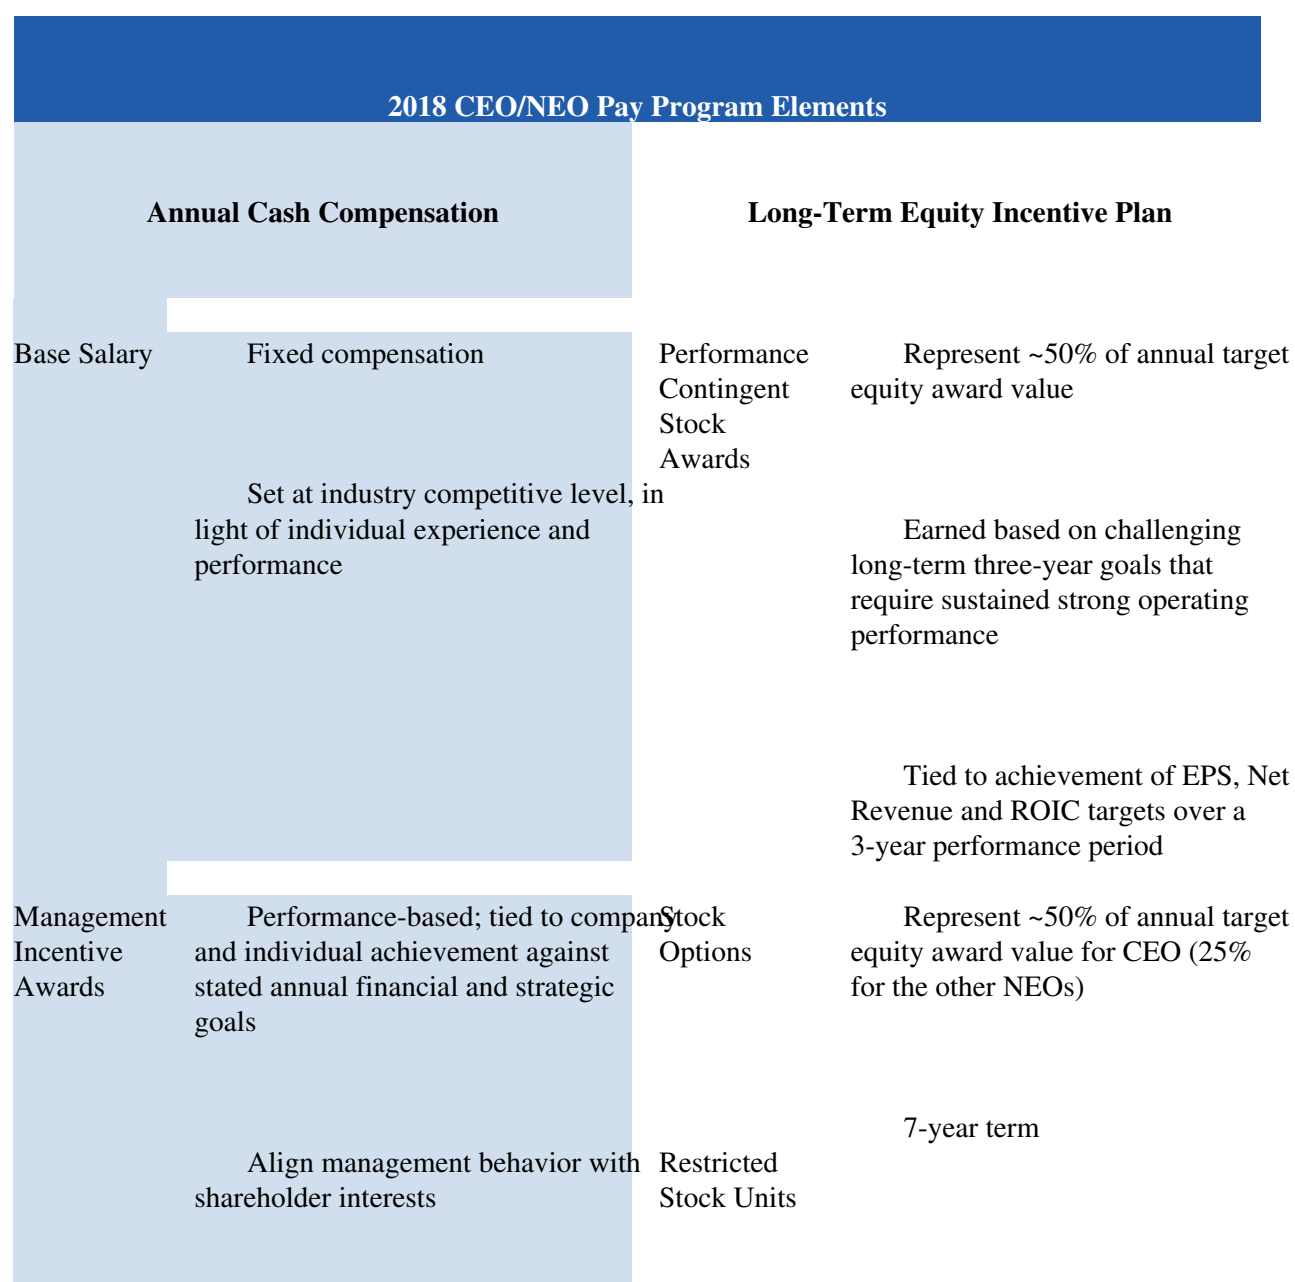 2018 CEO/NEO Pay Program Elements
Annual Cash Compensation
Long-Term Equity Incentive Plan
Base Salary
Fixed compensation
Set at industry competitive level, in
light of individual experience and
performance
Performance
Contingent
Stock
Awards
Represent ~50% of annual target
equity award value
Earned based on challenging
long-term three-year goals that
require sustained strong operating
performance
Tied to achievement of EPS, Net
Revenue and ROIC targets over a
3-year performance period
Management
Incentive
Awards
Performance-based; tied to company
and individual achievement against
stated annual financial and strategic
goals
Align management behavior with
shareholder interests
Stock
Options
Represent ~50% of annual target
equity award value for CEO (25%
for the other NEOs)
7-year term
Restricted
Stock Units